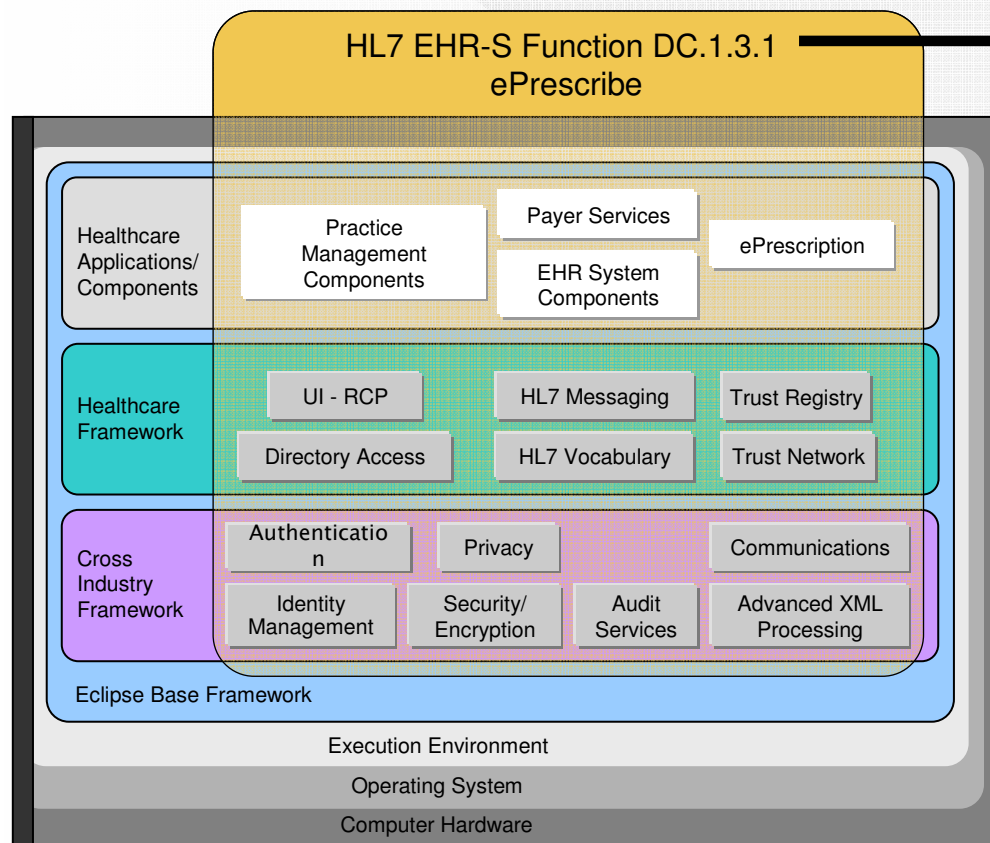 HL7 EHR-S Function DC.1.3.1
ePrescribe
Healthcare
Applications/
Components
Practice
Management
Components
Payer Services
EHR System
Components
ePrescription
Healthcare
Framework
UI - RCP
HL7 Messaging
Trust Registry
Directory Access
HL7 Vocabulary
Trust Network
Cross
Industry
Framework
Authenticatio
n
Privacy
Communications
Identity
Management
Security/
Encryption
Audit
Services
Advanced XML
Processing
Eclipse Base Framework
Execution Environment
Operating System
Computer Hardware